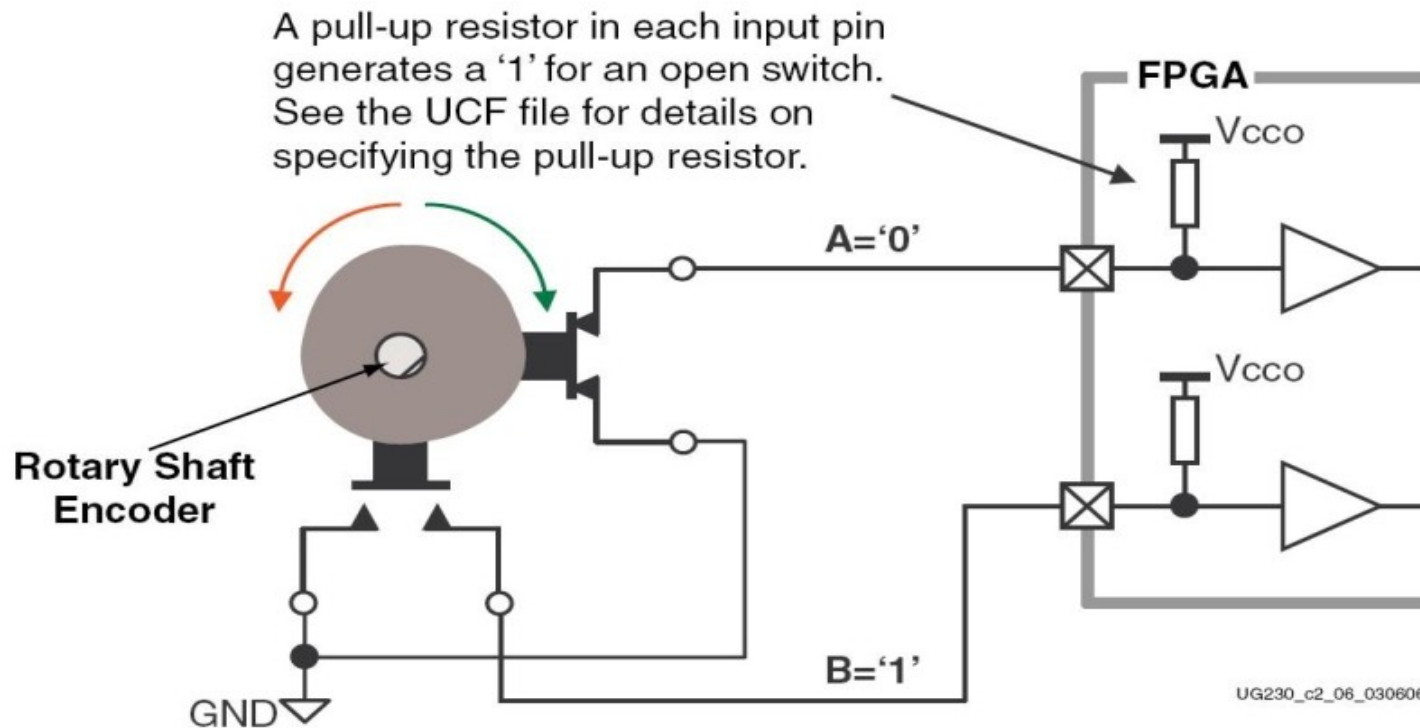 A pull-up resistor in each input pin
generates a ‘1’ for an open switch.
See the UCF file for details on
specifying the pull-up resistor.
FPGA
Vcco
A=‘0’
Vcco
Rotary Shaft
Encoder
B=‘1’
GND
UG230_c2_06_030606